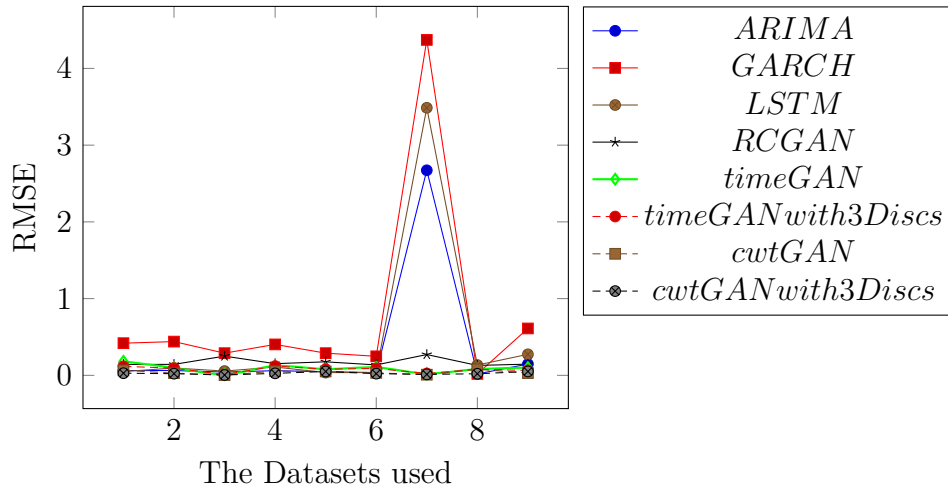 4
3
2
1
0
RMSE
2
4
6
8
The Datasets used
ARIMA
GARCH
LSTM
RCGAN
timeGAN
timeGANwith3Discs
cwtGAN
cwtGANwith3Discs